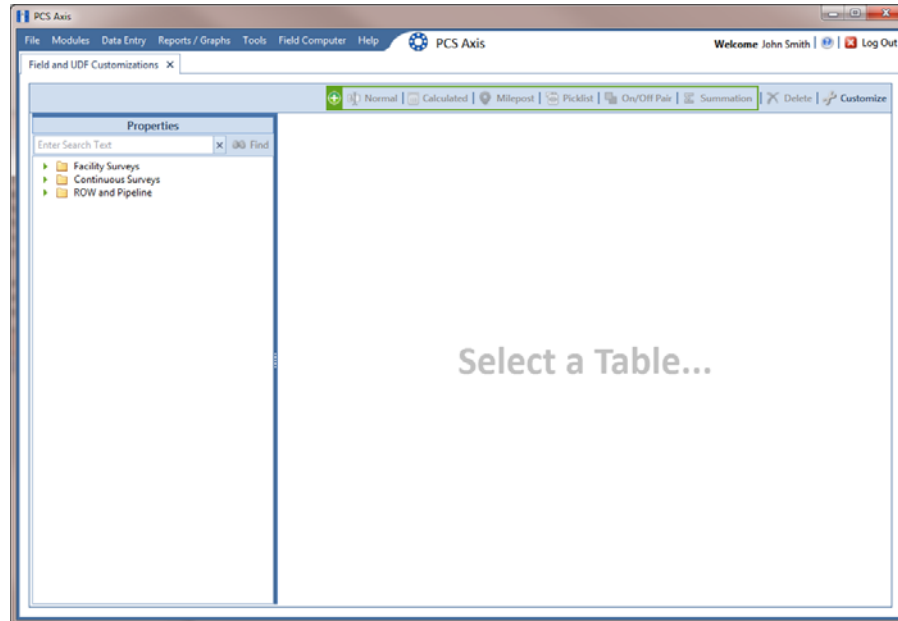 PCS Axis
File Modules Data Entry Reports / Graphs Tools Field Computer Help PCS Axis Welcome John Smith | | Log Out
Field and UDF Customizations X
Normal | Calculated | Milepost | Picklist | On/Off Pair | Summation | Delete | Customize
Properties
Enter Search Text x Find
Facility Surveys
Continuous Surveys
ROW and Pipeline
Select a Table...